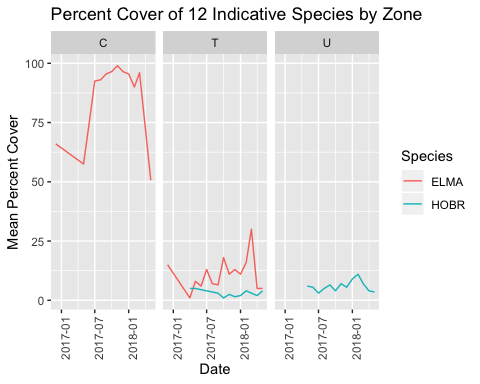 Percent Cover of 12 Indicative Species by Zone
C T U
Mean Percent Cover
100
75
50
25
0
2017-01 2017-07 2018-01 2017-01 2017-07 2018-01 2017-01 2017-07 2018-01
Date
Species
ELMA
HOBR